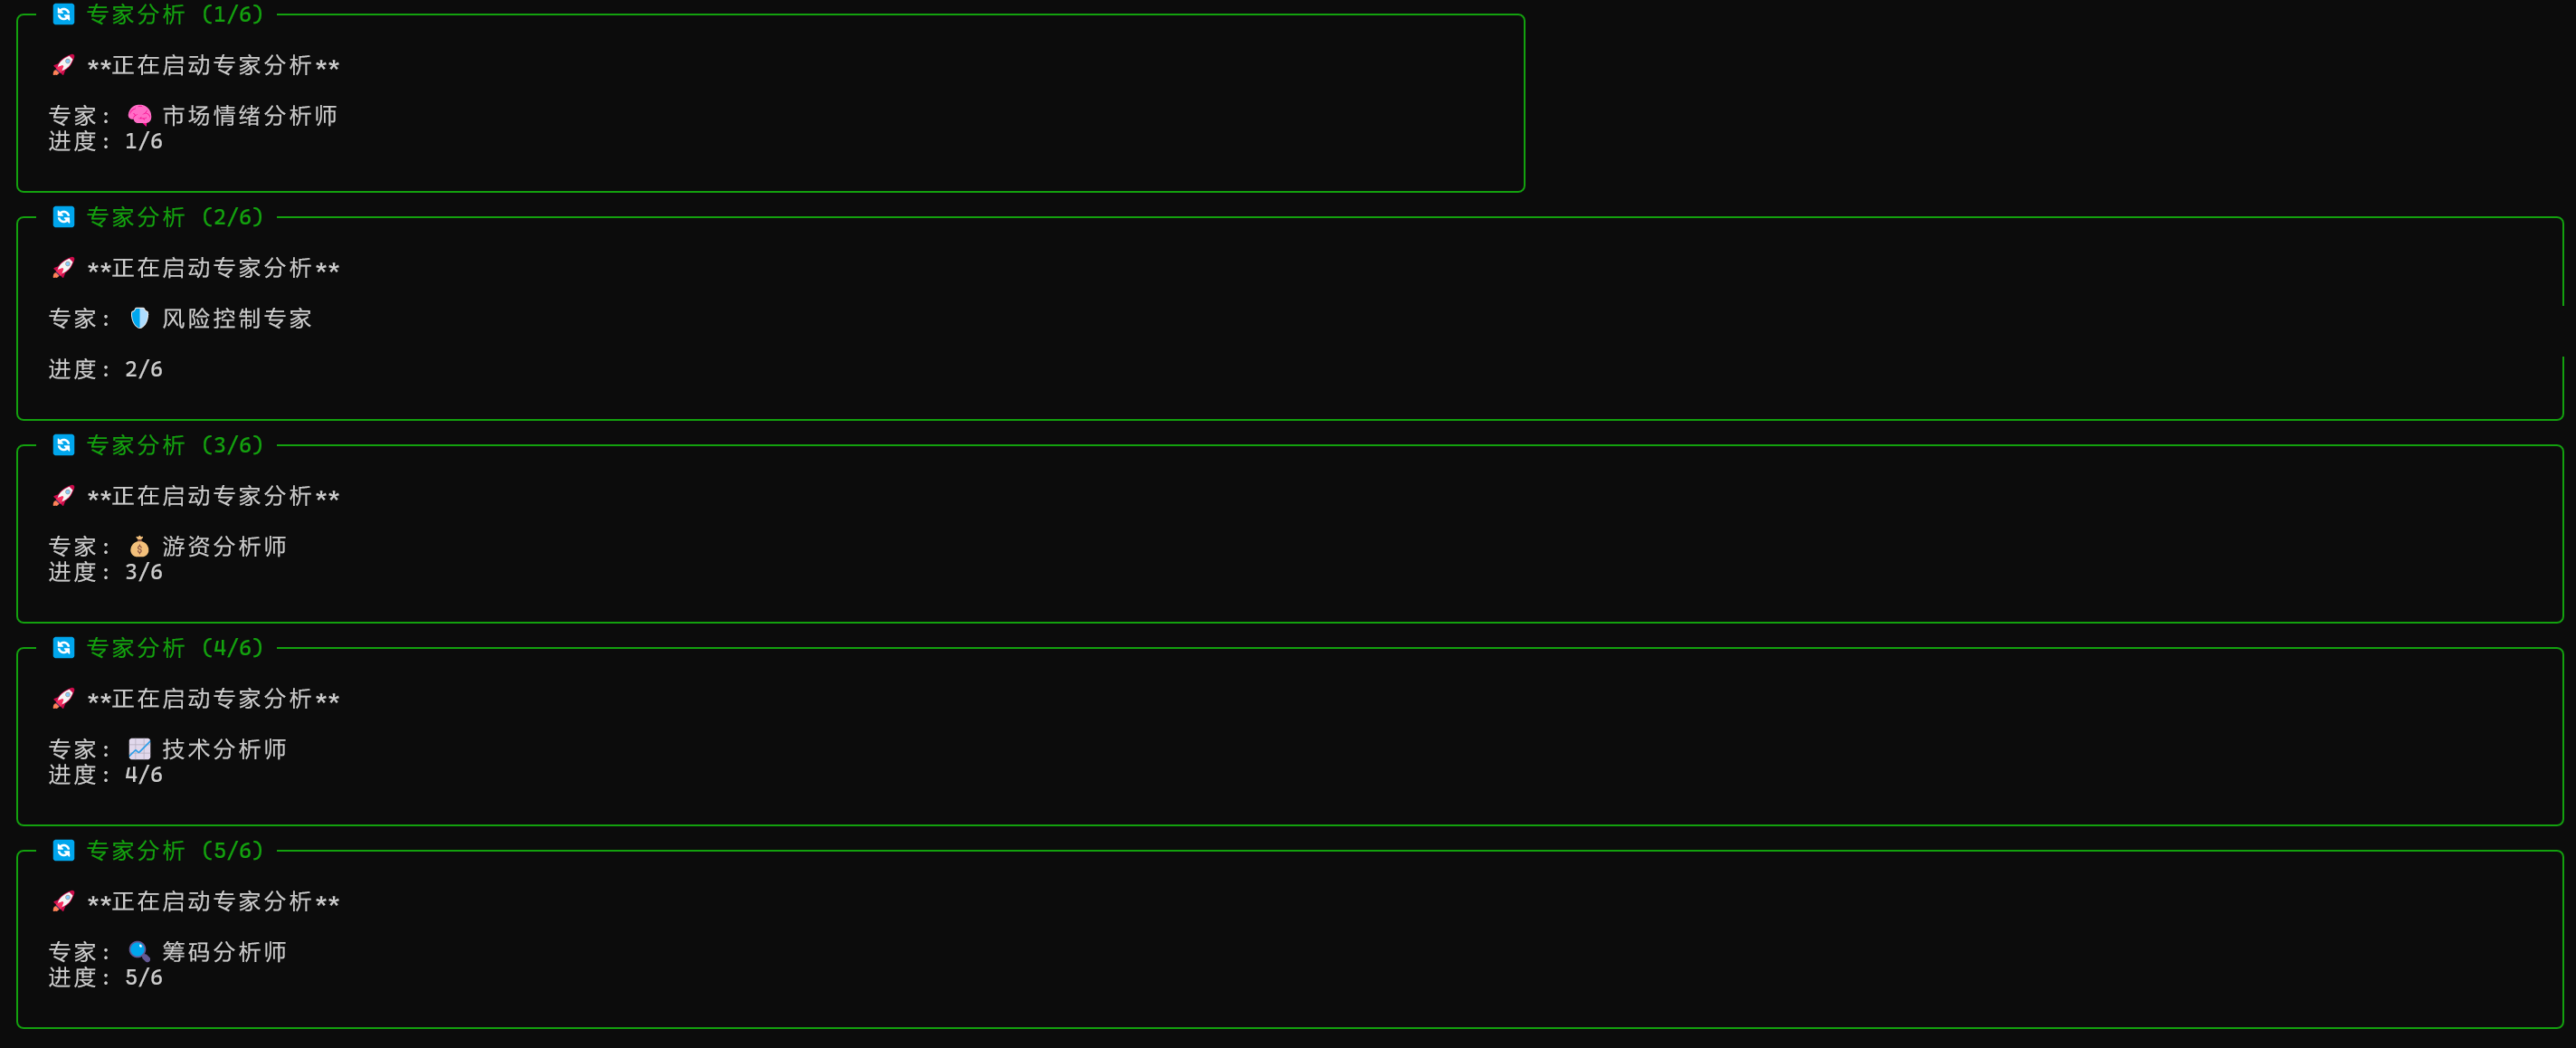 🔄 专家分析 (1/6)
🚀 **正在启动专家分析**
专家: 🧠 市场情绪分析师
进度: 1/6
🔄 专家分析 (2/6)
🚀 **正在启动专家分析**
专家: 🛡️ 风险控制专家
进度: 2/6
🔄 专家分析 (3/6)
🚀 **正在启动专家分析**
专家: 💰 游资分析师
进度: 3/6
🔄 专家分析 (4/6)
🚀 **正在启动专家分析**
专家: 📈 技术分析师
进度: 4/6
🔄 专家分析 (5/6)
🚀 **正在启动专家分析**
专家: 🔍 筹码分析师
进度: 5/6